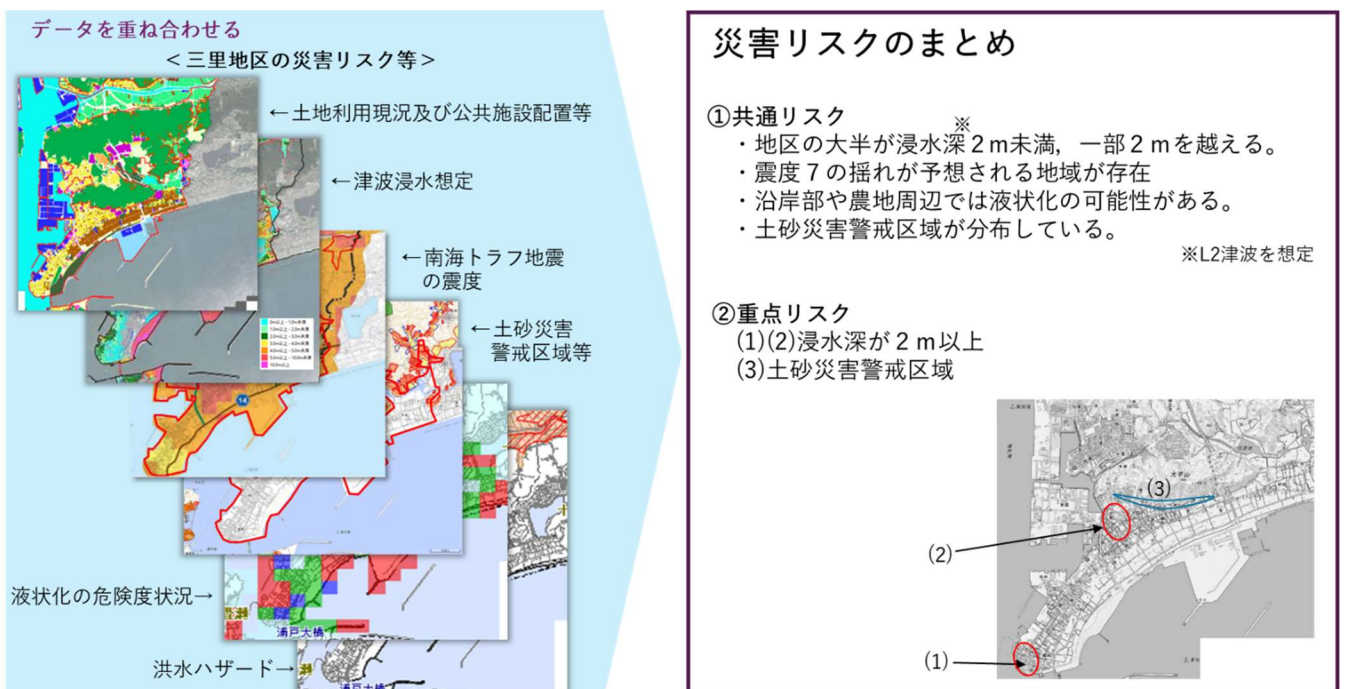 データを重ね合わせる
＜三里地区の災害リスク等＞
←土地利用現況及び公共施設配置等
←津波浸水想定
←南海トラフ地震
の震度
←土砂災害
警戒区域等
14
液状化の危険度状況→
浦戸大橋
洪水ハザード→
災害リスクのまとめ
①共通リスク
・地区の大半が浸水深※２ｍ未満，一部２ｍを越える。
・震度７の揺れが予想される地域が存在
・沿岸部や農地周辺では液状化の可能性がある。
・土砂災害警戒区域が分布している。
※L2津波を想定
②重点リスク
(1)(2)浸水深が２ｍ以上
(3)土砂災害警戒区域
(3)
(2)
(1)